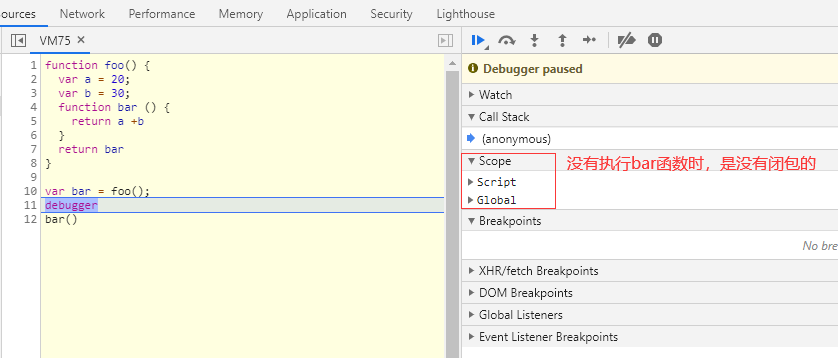 ources Network Performance Memory Application Security Lighthouse
VM75
Debugger paused
1 function foo() {
2 var a = 20;
3 var b = 30;
4 function bar () {
5 return a +b
6 }
7 return bar
8 }
9
10 var bar = foo();
11 debugger
12 bar()
Watch
Call Stack
(anonymous)
Scope
没有执行bar函数时，是没有闭包的
Script
Global
Breakpoints
No bre
XHR/fetch Breakpoints
DOM Breakpoints
Global Listeners
Event Listener Breakpoints